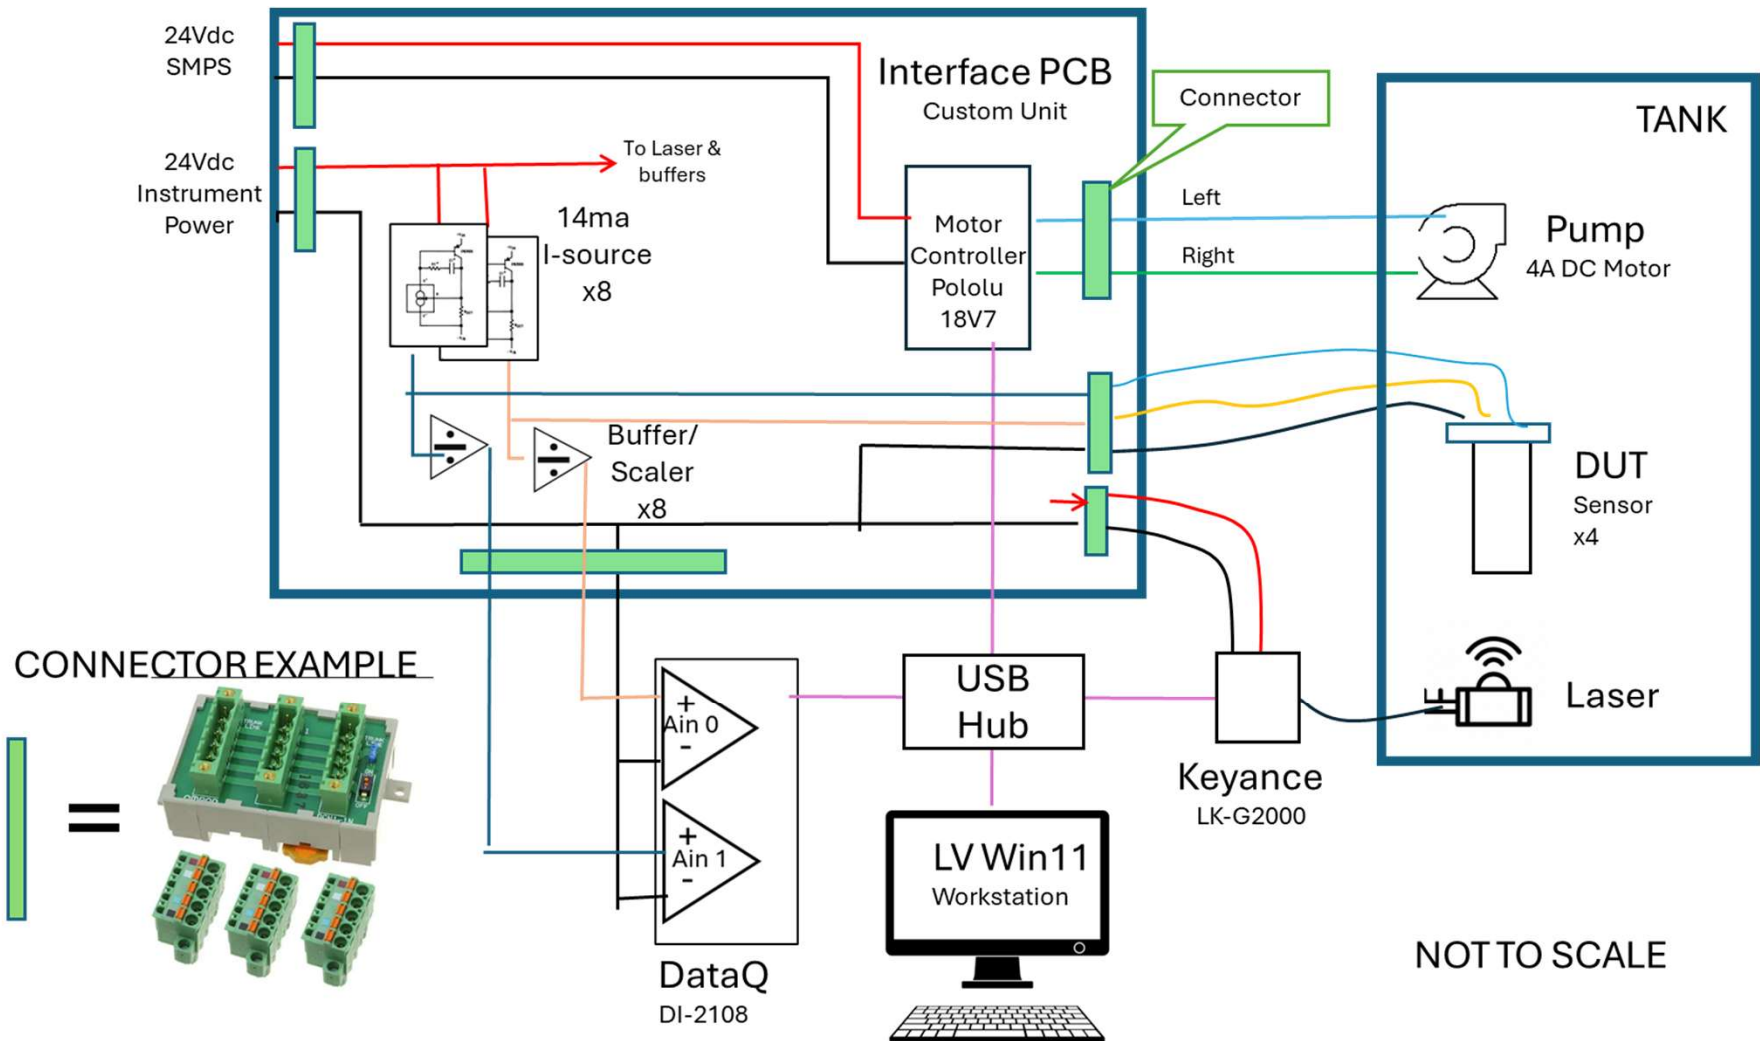 24Vdc
SMPS
24Vdc
Instrument
Power
To Laser &
buffers
14ma
I-source
x8
Interface PCB
Custom Unit
Motor
Controller
Pololu
18V7
Connector
Left
Right
TANK
Pump
4A DC Motor
Buffer/
Scaler
x8
DUT
Sensor
x4
Laser
CONNECTOR EXAMPLE
=
+
Ain 0
-
+
Ain 1
-
DataQ
DI-2108
USB
Hub
Keyance
LK-G2000
LV Win11
Workstation
NOT TO SCALE